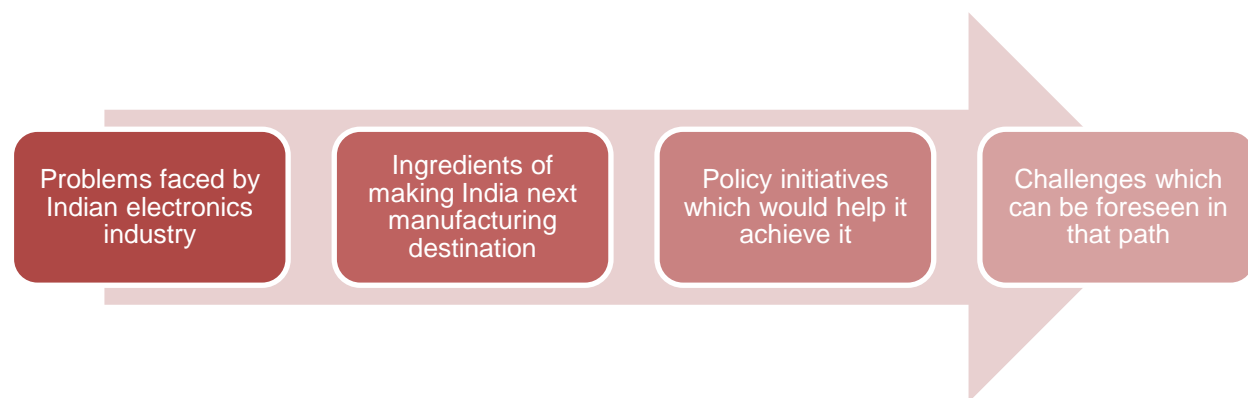 Problems faced by
Indian electronics
industry
Ingredients of
making India next
manufacturing
destination
Policy initiatives
which would help it
achieve it
Challenges which
can be foreseen in
that path